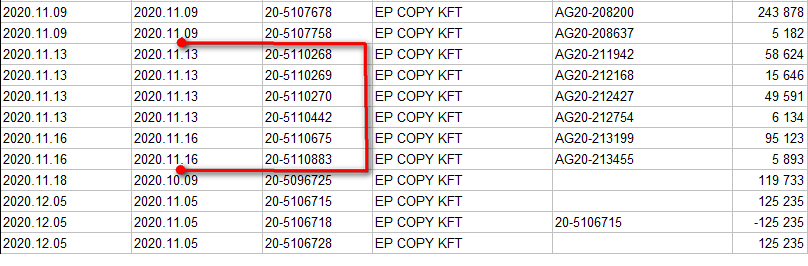 2020.11.09 2020.11.09 20-5107678 EP COPY KFT AG20-208200 243 878
2020.11.09 2020.11.09 20-5107758 EP COPY KFT AG20-208637 5 182
2020.11.13 2020.11.13 20-5110268 EP COPY KFT AG20-211942 58 624
2020.11.13 2020.11.13 20-5110269 EP COPY KFT AG20-212168 15 646
2020.11.13 2020.11.13 20-5110270 EP COPY KFT AG20-212427 49 591
2020.11.13 2020.11.13 20-5110442 EP COPY KFT AG20-212754 6 134
2020.11.16 2020.11.16 20-5110675 EP COPY KFT AG20-213199 95 123
2020.11.16 2020.11.16 20-5110883 EP COPY KFT AG20-213455 5 893
2020.11.18 2020.10.09 20-5096725 EP COPY KFT 119 733
2020.12.05 2020.11.05 20-5106715 EP COPY KFT 125 235
2020.12.05 2020.11.05 20-5106718 EP COPY KFT 20-5106715 -125 235
2020.12.05 2020.11.05 20-5106728 EP COPY KFT 125 235